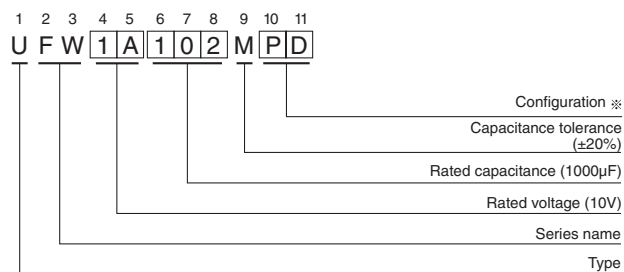 1 2 3 4 5 6 7 8 9 10 11
U F W 1 A 1 0 2 M P D
Configuration ※
Capacitance tolerance
(±20%)
Rated capacitance (1000µF)
Rated voltage (10V)
Series name
Type